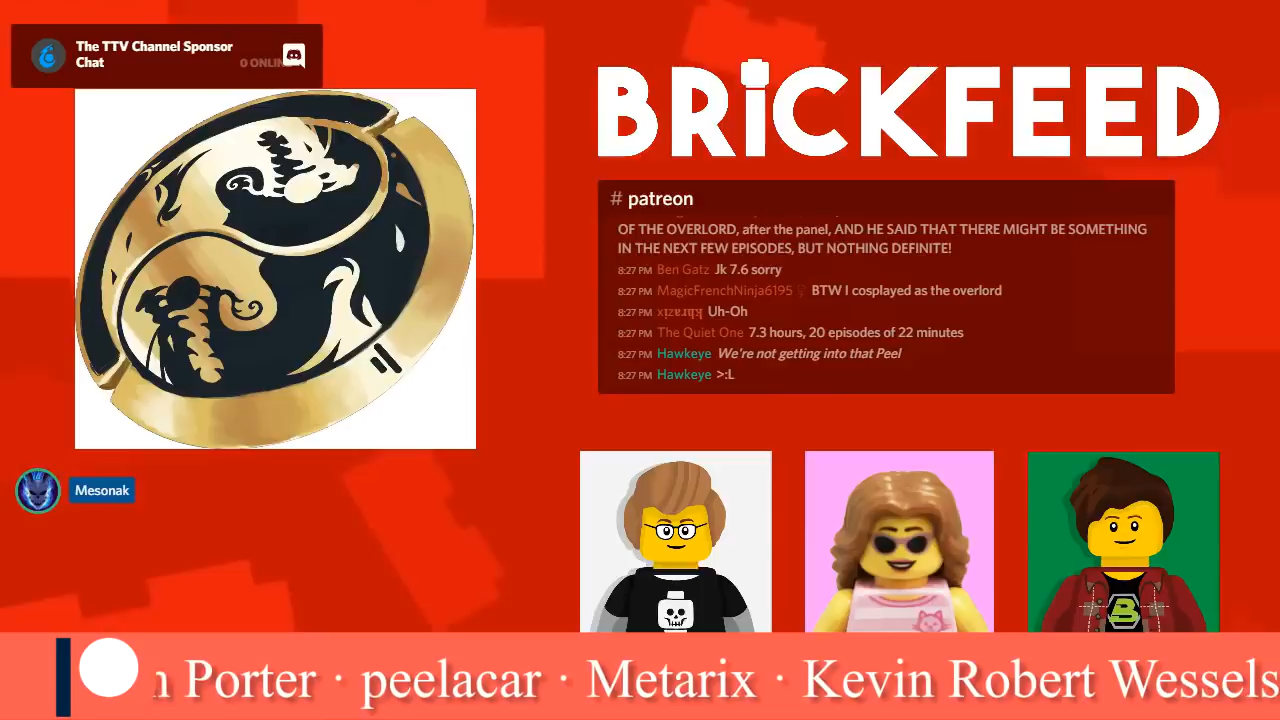 The TTV Channel Sponsor
Chat
BRiCKFEED
# patreon
OF THE OVERLORD, after the panel, AND HE SAID THAT THERE MIGHT BE SOMETHING
IN THE NEXT FEW EPISODES, BUT NOTHING DEFINITE!
8:27 PM Ben Gatz Jk 7.6 sorry
8:27 PM MagicFrenchNinja6195 BTW I cosplayed as the overlord
8:27 PM Uh-Oh
8:27 PM The Quiet One 7.3 hours, 20 episodes of 22 minutes
8:27 PM Hawkeye We're not getting into that Peel
8:27 PM Hawkeye >:L
Mesonak
Porter · peelacar · Metarix · Kevin Robert Wessels